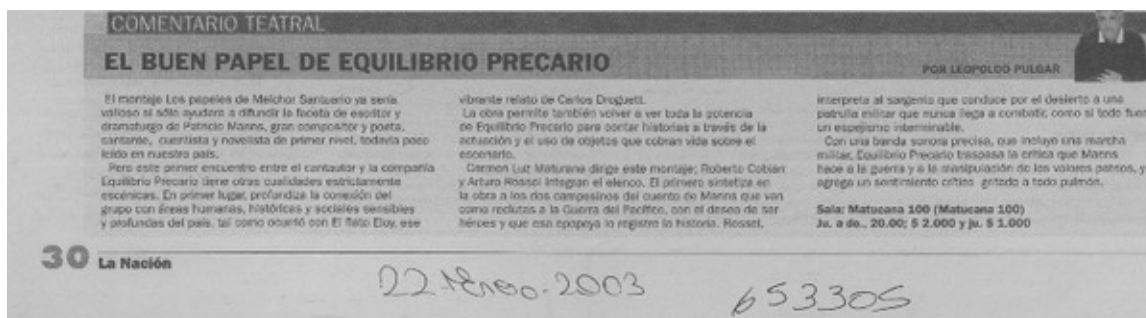 COMENTARIO TEATRAL
EL BUEN PAPEL DE EQUILIBRIO PRECARIO
POR LEOPOLDO PULGAR
El montaje Los papeles de Melchor Santuario ya sería
valioso si sólo ayudara a difundir la faceta de escritor y
dramaturgo de Patricio Manns, gran compositor y poeta,
cantante, cuentista y novelista de primer nivel, todavía poco
leído en nuestro país.
Pero este primer encuentro entre el cantautor y la compañía
Equilibrio Precario tiene otras cualidades estrictamente
escénicas. En primer lugar, profundiza la conexión del
grupo con áreas humanas, históricas y sociales sensibles
y profundas del país, tal como ocurrió con El Ñato Eloy, ese
vibrante relato de Carlos Droguett.
La obra permite también volver a ver toda la potencia
de Equilibrio Precario para contar historias a través de la
actuación y el uso de objetos que cobran vida sobre el
escenario.
Carmen Luz Maturana dirige este montaje; Roberto Cobian
y Arturo Rossel integran el elenco. El primero sintetiza en
la obra a los dos campesinos del cuento de Manns que van
como reclutas a la Guerra del Pacífico, con el deseo de ser
héroes y que esa epopeya la registre la historia. Rossel,
interpreta al sargento que conduce por el desierto a una
patrulla militar que nunca llega a combatir, como si todo fuer
un espejismo interminable.
Con una banda sonora precisa, que incluye una marcha
militar, Equilibrio Precario traspasa la crítica que Manns
hace a la guerra y a la manipulación de los valores patrios, y
agrega un sentimiento crítico gritado a todo pulmón.
Sala: Matucana 100 (Matucana 100)
Ju. a do., 20.00; $ 2.000 y ju. $ 1.000
30 La Nación
22 Enero-2003
653305